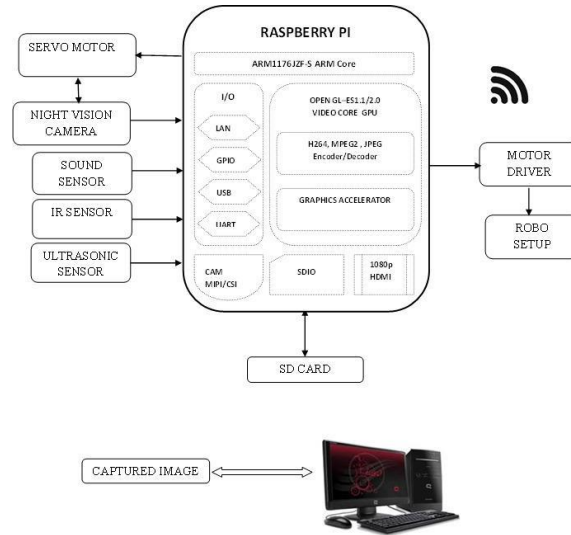 RASPBERRY PI
SERVO MOTOR
ARM1176JZF-S ARM Core
NIGHT VISION
CAMERA
I/O
LAN
GPIO
USB
UART
OPEN GL-ES1.1/2.0
VIDEO CORE GPU
H264, MPEG2 , JPEG
Encoder/Decoder
GRAPHICS ACCELERATOR
SOUND
SENSOR
IR SENSOR
ULTRASONIC
SENSOR
MOTOR
DRIVER
ROBO
SETUP
CAM
MIPI/CSI
SDIO
1080p
HDMI
SD CARD
CAPTURED IMAGE